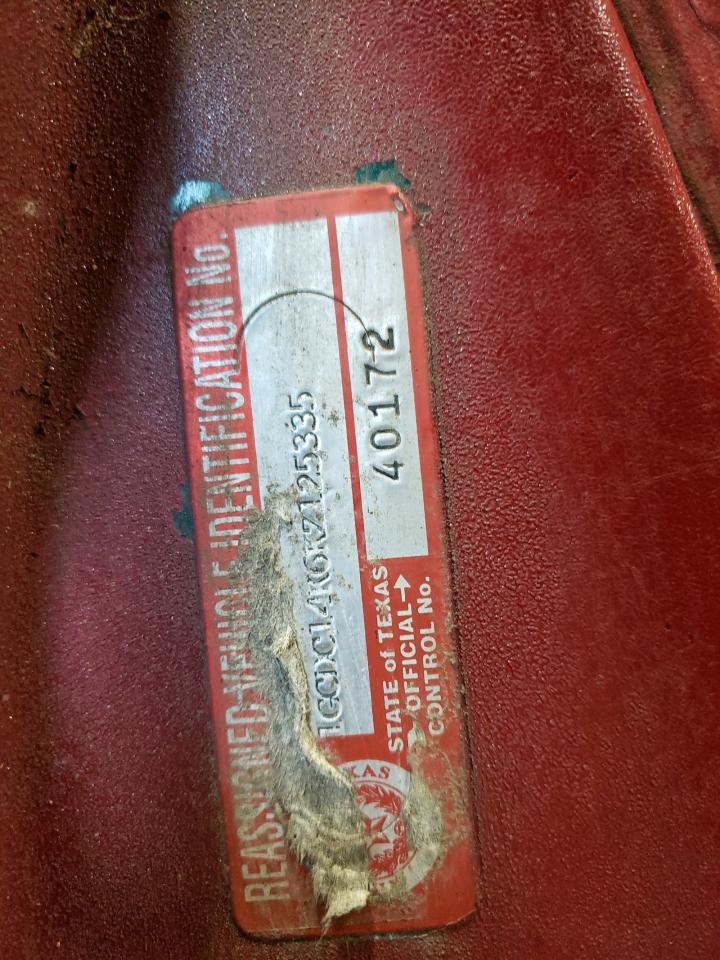 REASSIGNED VEHICLE IDENTIFICATION No.
1GCDC14K6KZ125335
40172
STATE of TEXAS
OFFICIAL→
CONTROL No.